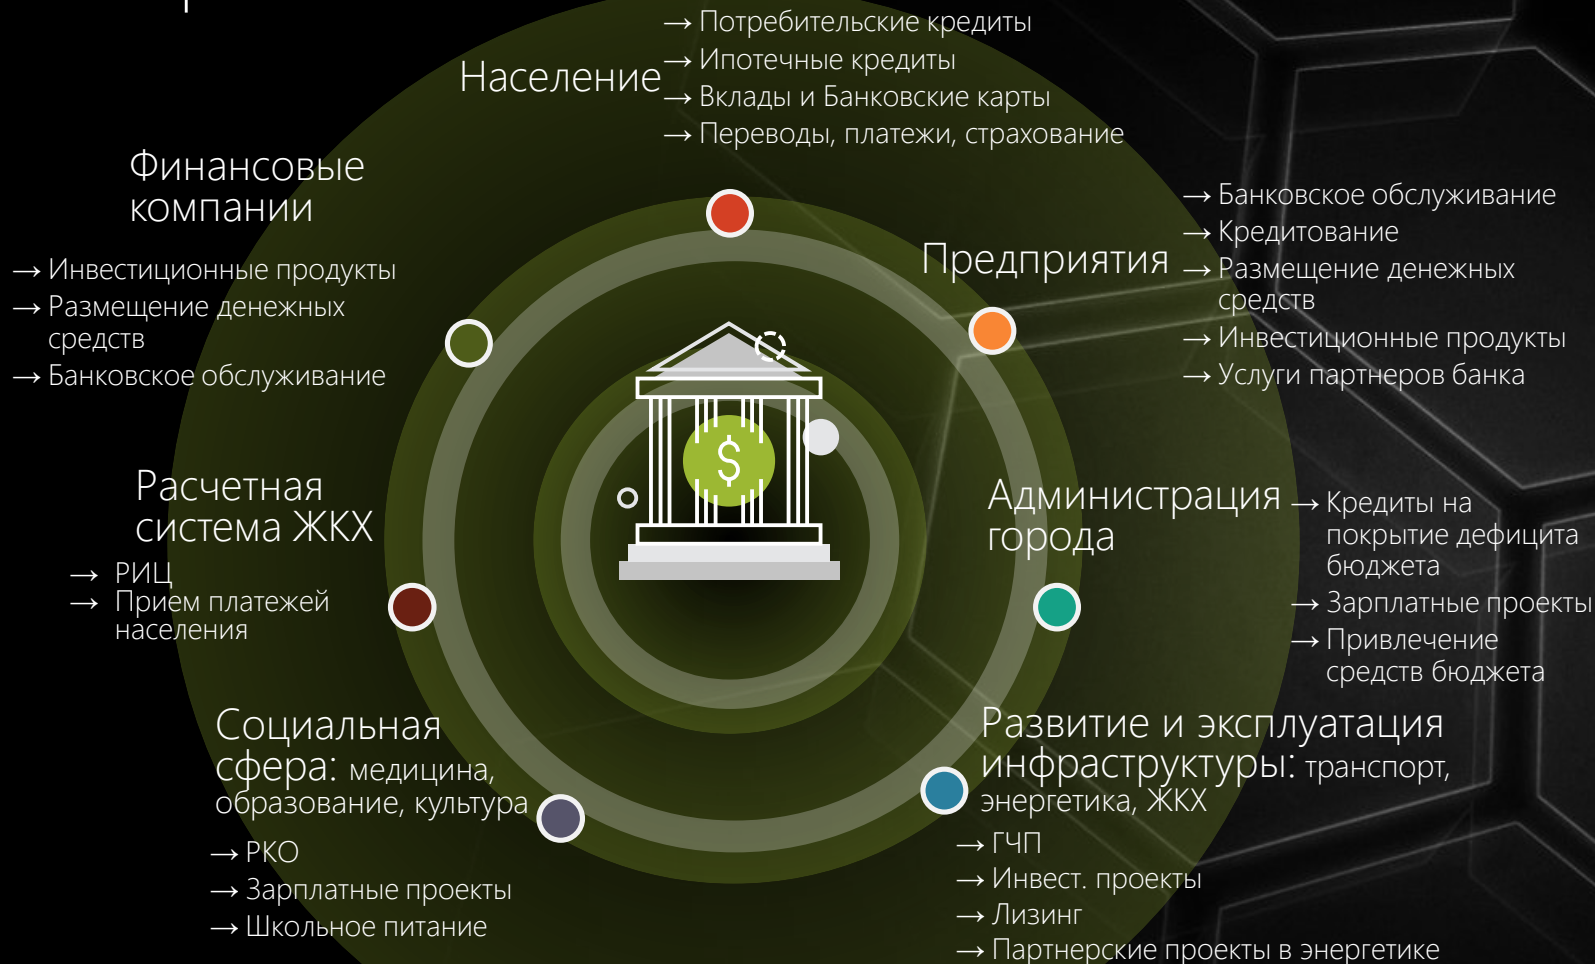 Население
→ Потребительские кредиты
→ Ипотечные кредиты
→ Вклады и Банковские карты
→ Переводы, платежи, страхование
Финансовые
компании
→ Инвестиционные продукты
→ Размещение денежных
средств
→ Банковское обслуживание
Предприятия
→ Банковское обслуживание
→ Кредитование
→ Размещение денежных
средств
→ Инвестиционные продукты
→ Услуги партнеров банка
$
Расчетная
система ЖКХ
→ РИЦ
→ Прием платежей
населения
Администрация
города
→ Кредиты на
покрытие дефицита
бюджета
→ Зарплатные проекты
→ Привлечение
средств бюджета
Социальная
сфера: медицина,
образование, культура
→ РКО
→ Зарплатные проекты
→ Школьное питание
Развитие и эксплуатация
инфраструктуры: транспорт,
энергетика, ЖКХ
→ ГЧП
→ Инвест. проекты
→ Лизинг
→ Партнерские проекты в энергетике